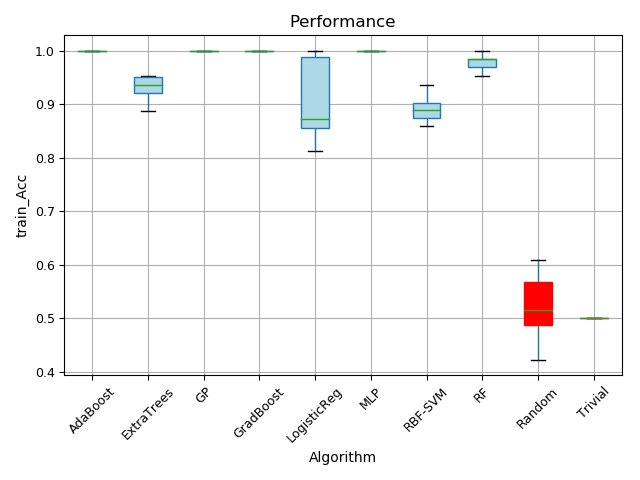 Performance
train_Acc
1.0
0.9
0.8
0.7
0.6
0.5
0.4
AdaBoost
ExtraTrees
GP
GradBoost
LogisticReg
MLP
RBF-SVM
RF
Random
Trivial
Algorithm